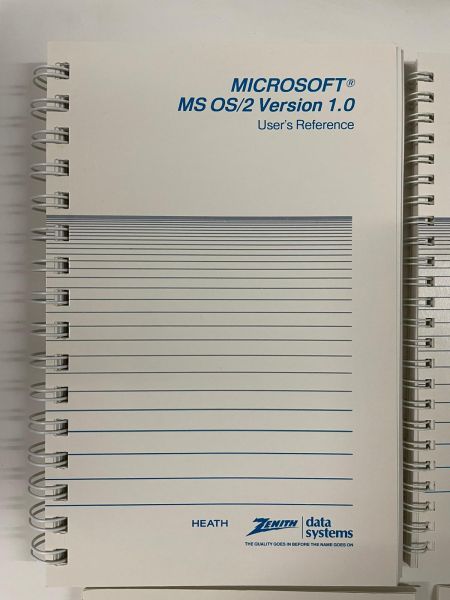 MICROSOFT®
MS OS/2 Version 1.0
User's Reference
HEATH ZENITH data systems
THE QUALITY GOES IN BEFORE THE NAME GOES ON